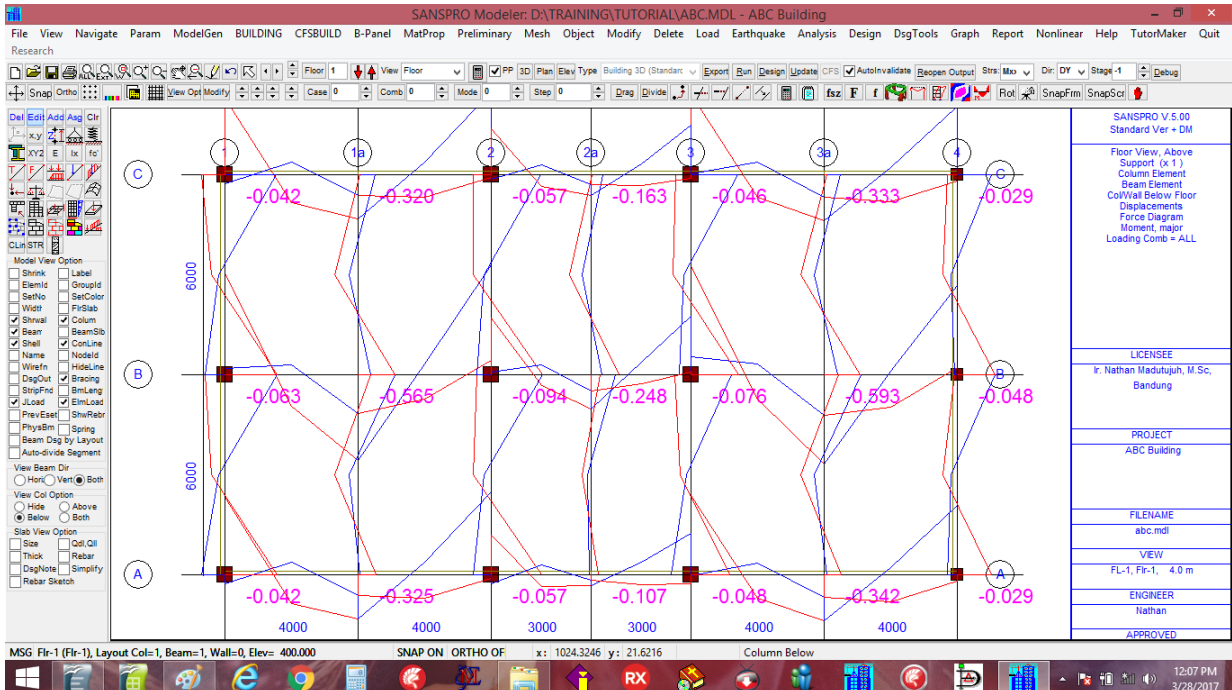 SANSPRO Modeler: D:\TRAINING\TUTORIAL\ABC.MDL - ABC Building
File View Navigate Param ModelGen BUILDING CFSBUILD B-Panel MatProp Preliminary Mesh Object Modify Delete Load Earthquake Analysis Design DsgTools Graph Report Nonlinear Help TutorMaker Quit
Research
Floor 1 View Floor PP 3D Plan Elev Type Building 3D (Standarc Export Run Design Update CFS AutoInvalidate Reopen Output Strs: Mxx Dir: DY Stage -1 Debug
Snap Ortho View Opt Modify Case 0 Comb 0 Mode 0 Step 0 Drag Divide fsz F f Rot SnapFrm SnapScr
Del Edit Add Asg Clr
x,y
XY2 E Ix fc'
CLin STR
Model View Option
Shrink Label
ElemId GroupId
SetNo SetColor
Width FlrSlab
Shrwal Colum
Beam BeamSlb
Shell ConLine
Name NodeId
Wirefn HideLine
DsgOut Bracing
StripFnd BmLeng
JLoad ElmLoad
PrevEset ShwRebr
PhysBm Spring
Beam Dsg by Layout
Auto-divide Segment
View Beam Dir
Hori Vert Both
View Col Option
Hide Above
Below Both
Slab View Option
Size Qdl,Qll
Thick Rebar
DsgNote Simplify
Rebar Sketch
1 1a 2 2a 3 3a 4
C C
-0.042 -0.320 -0.057 -0.163 -0.046 -0.333 -0.029
6000
B B
-0.063 -0.565 -0.094 -0.248 -0.076 -0.593 -0.048
6000
A A
-0.042 -0.325 -0.057 -0.107 -0.048 -0.342 -0.029
4000 4000 3000 3000 4000 4000
SANSPRO V.5.00
Standard Ver + DM
Floor View, Above
Support (x 1 )
Column Element
Beam Element
Col/Wall Below Floor
Displacements
Force Diagram
Moment, major
Loading Comb = ALL
LICENSEE
Ir. Nathan Madutujuh, M.Sc,
Bandung
PROJECT
ABC Building
FILENAME
abc.mdl
VIEW
FL-1, Flr-1, 4.0 m
ENGINEER
Nathan
APPROVED
MSG Flr-1 (Flr-1), Layout Col=1, Beam=1, Wall=0, Elev= 400.000 SNAP ON ORTHO OF x: 1024.3246 y: 21.6216 Column Below
RX
12:07 PM
3/28/2017